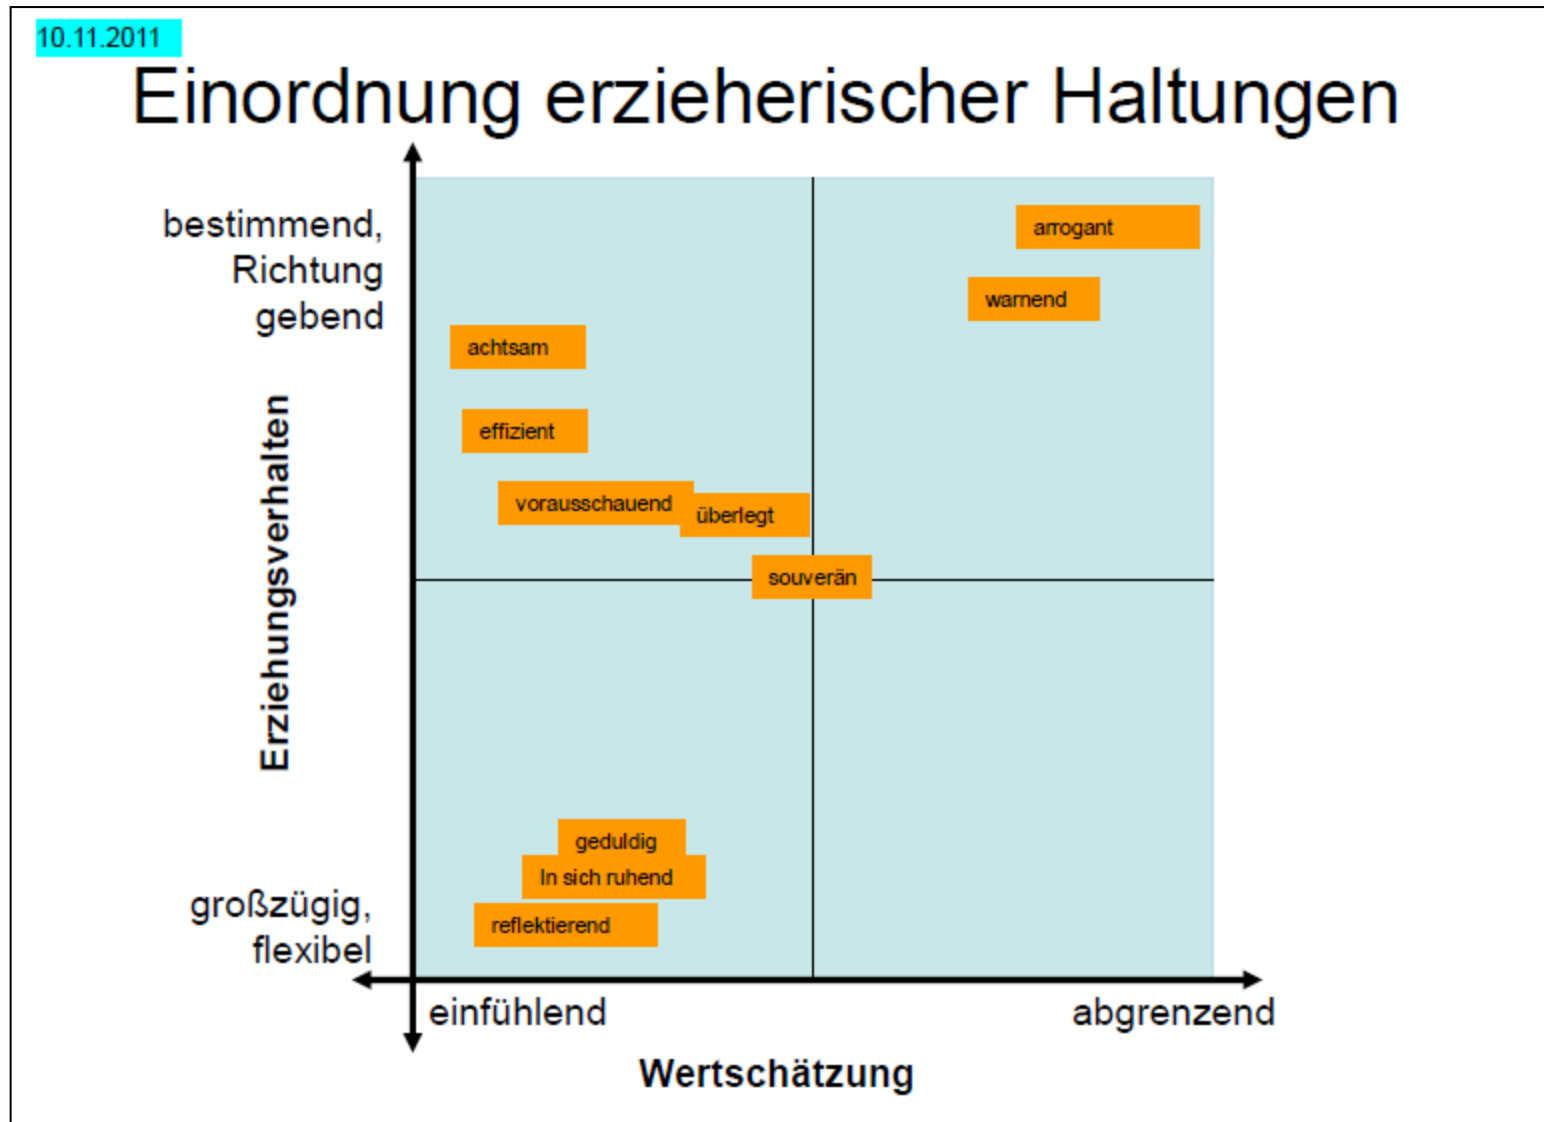 10.11.2011
Einordnung erzieherischer Haltungen
bestimmend,
Richtung
gebend
arrogant
warnend
achtsam
effizient
vorausschauend
überlegt
souverän
Erziehungsverhalten
geduldig
In sich ruhend
reflektierend
großzügig,
flexibel
einfühlend
abgrenzend
Wertschätzung